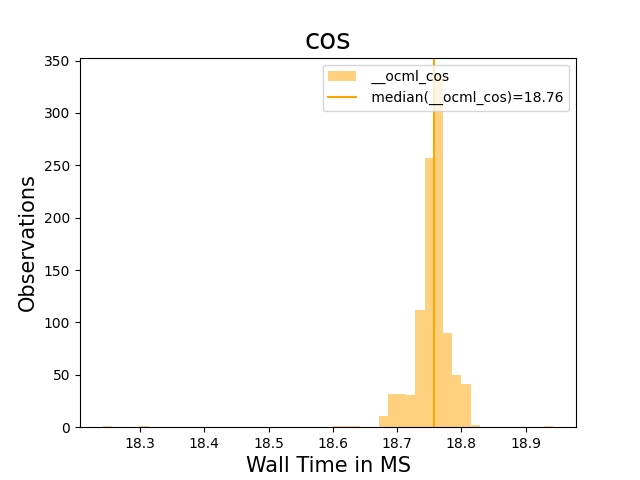 cos
__ocml_cos
median(__ocml_cos)=18.76
350
300
250
200
150
100
50
0
Observations
18.3 18.4 18.5 18.6 18.7 18.8 18.9
Wall Time in MS